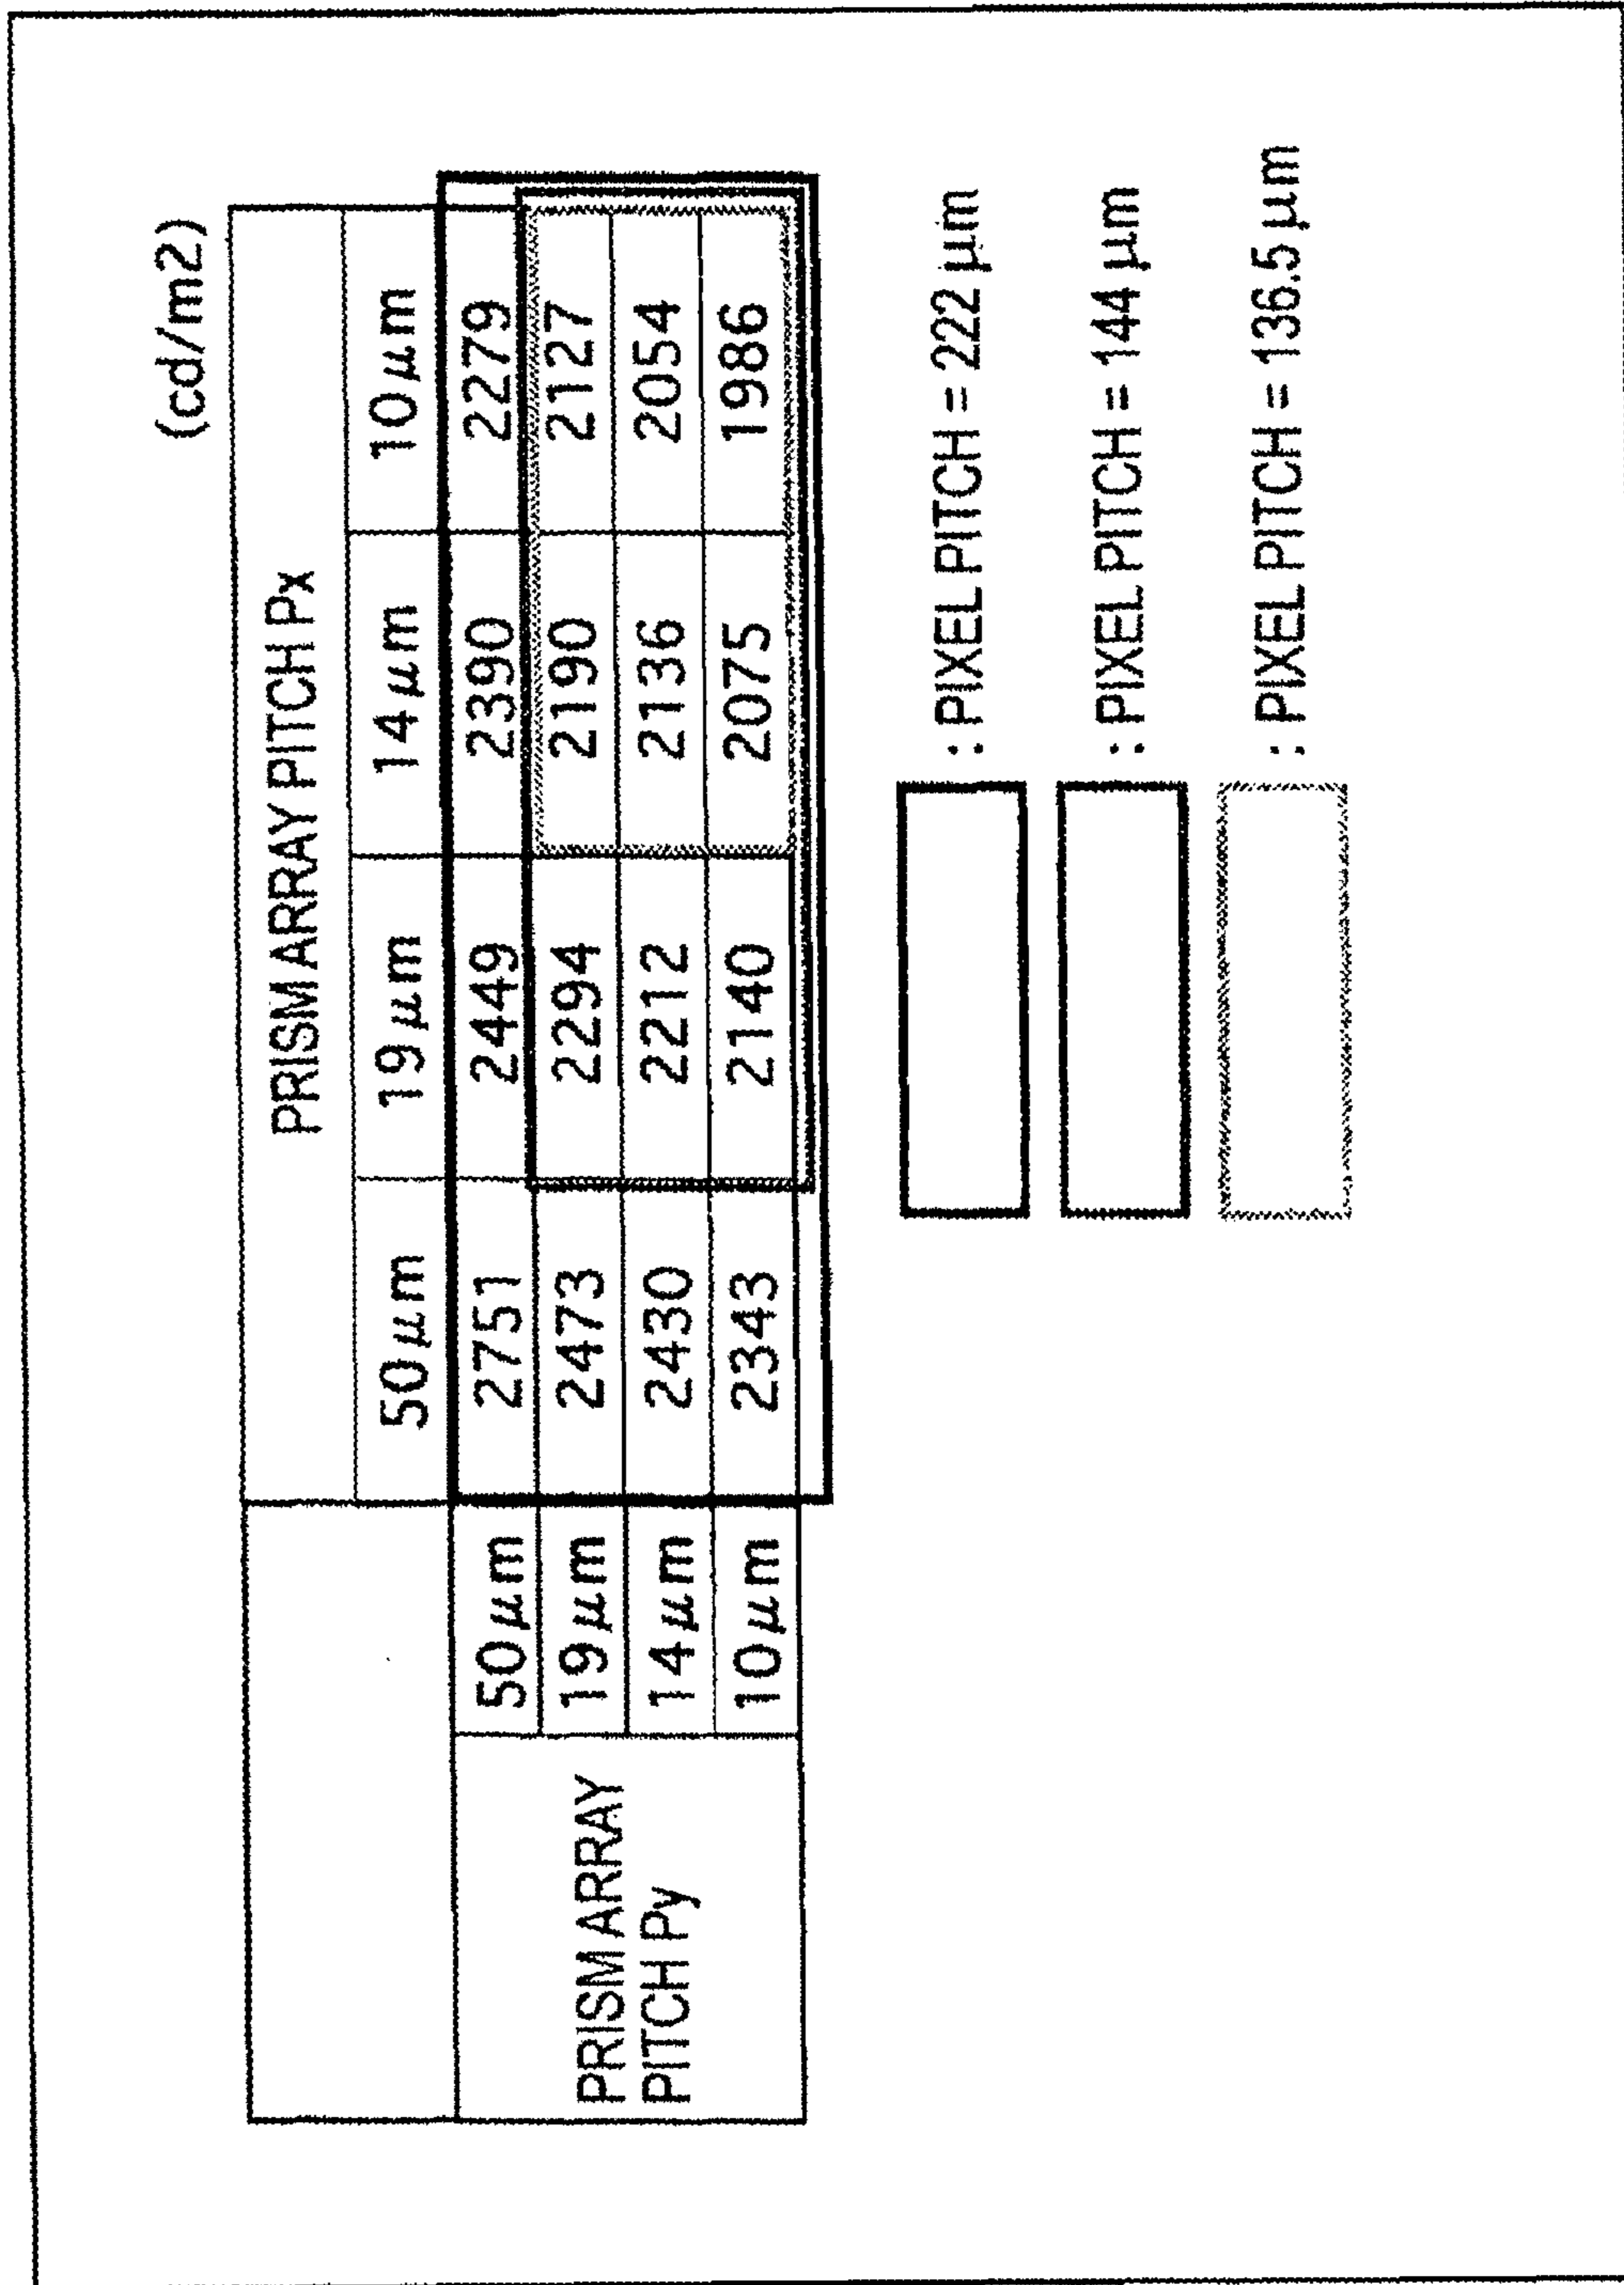 (cd/m2)
PRISM ARRAY PITCH Px
50μm 19μm 14μm 10μm
PRISM ARRAY
PITCH Py
50μm 2751 2449 2390 2279
19μm 2473 2294 2190 2127
14μm 2430 2212 2136 2054
10μm 2343 2140 2075 1986
: PIXEL PITCH = 222 μm
: PIXEL PITCH = 144 μm
: PIXEL PITCH = 136.5 μm